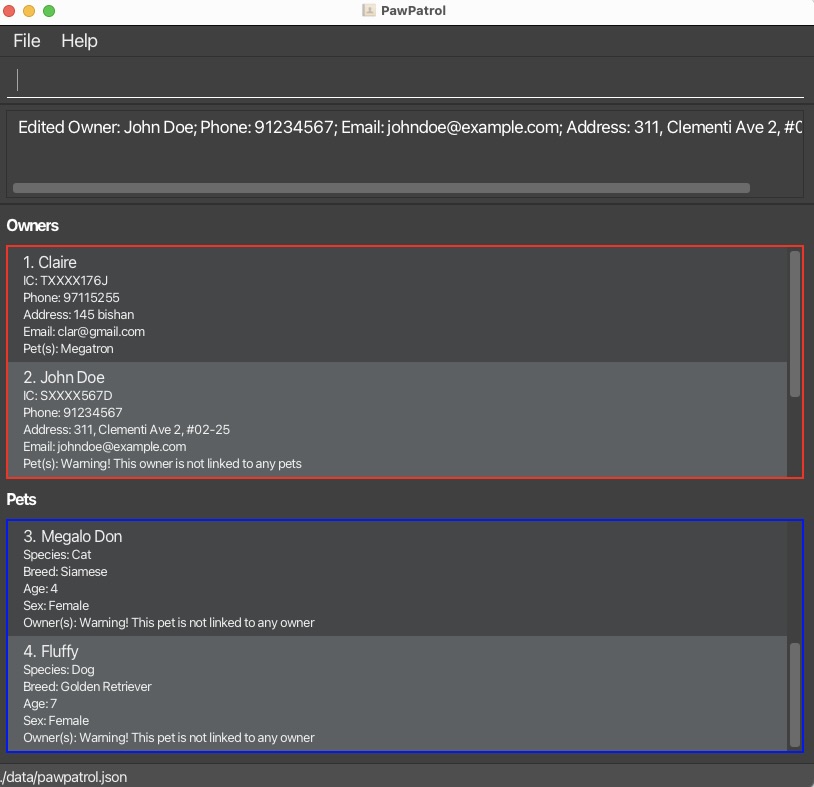 PawPatrol
File Help
Edited Owner: John Doe; Phone: 91234567; Email: johndoe@example.com; Address: 311, Clementi Ave 2, #0
Owners
1. Claire
IC: TXXXX176J
Phone: 97115255
Address: 145 bishan
Email: clar@gmail.com
Pet(s): Megatron
2. John Doe
IC: SXXXX567D
Phone: 91234567
Address: 311, Clementi Ave 2, #02-25
Email: johndoe@example.com
Pet(s): Warning! This owner is not linked to any pets
Pets
3. Megalo Don
Species: Cat
Breed: Siamese
Age: 4
Sex: Female
Owner(s): Warning! This pet is not linked to any owner
4. Fluffy
Species: Dog
Breed: Golden Retriever
Age: 7
Sex: Female
Owner(s): Warning! This pet is not linked to any owner
./data/pawpatrol.json